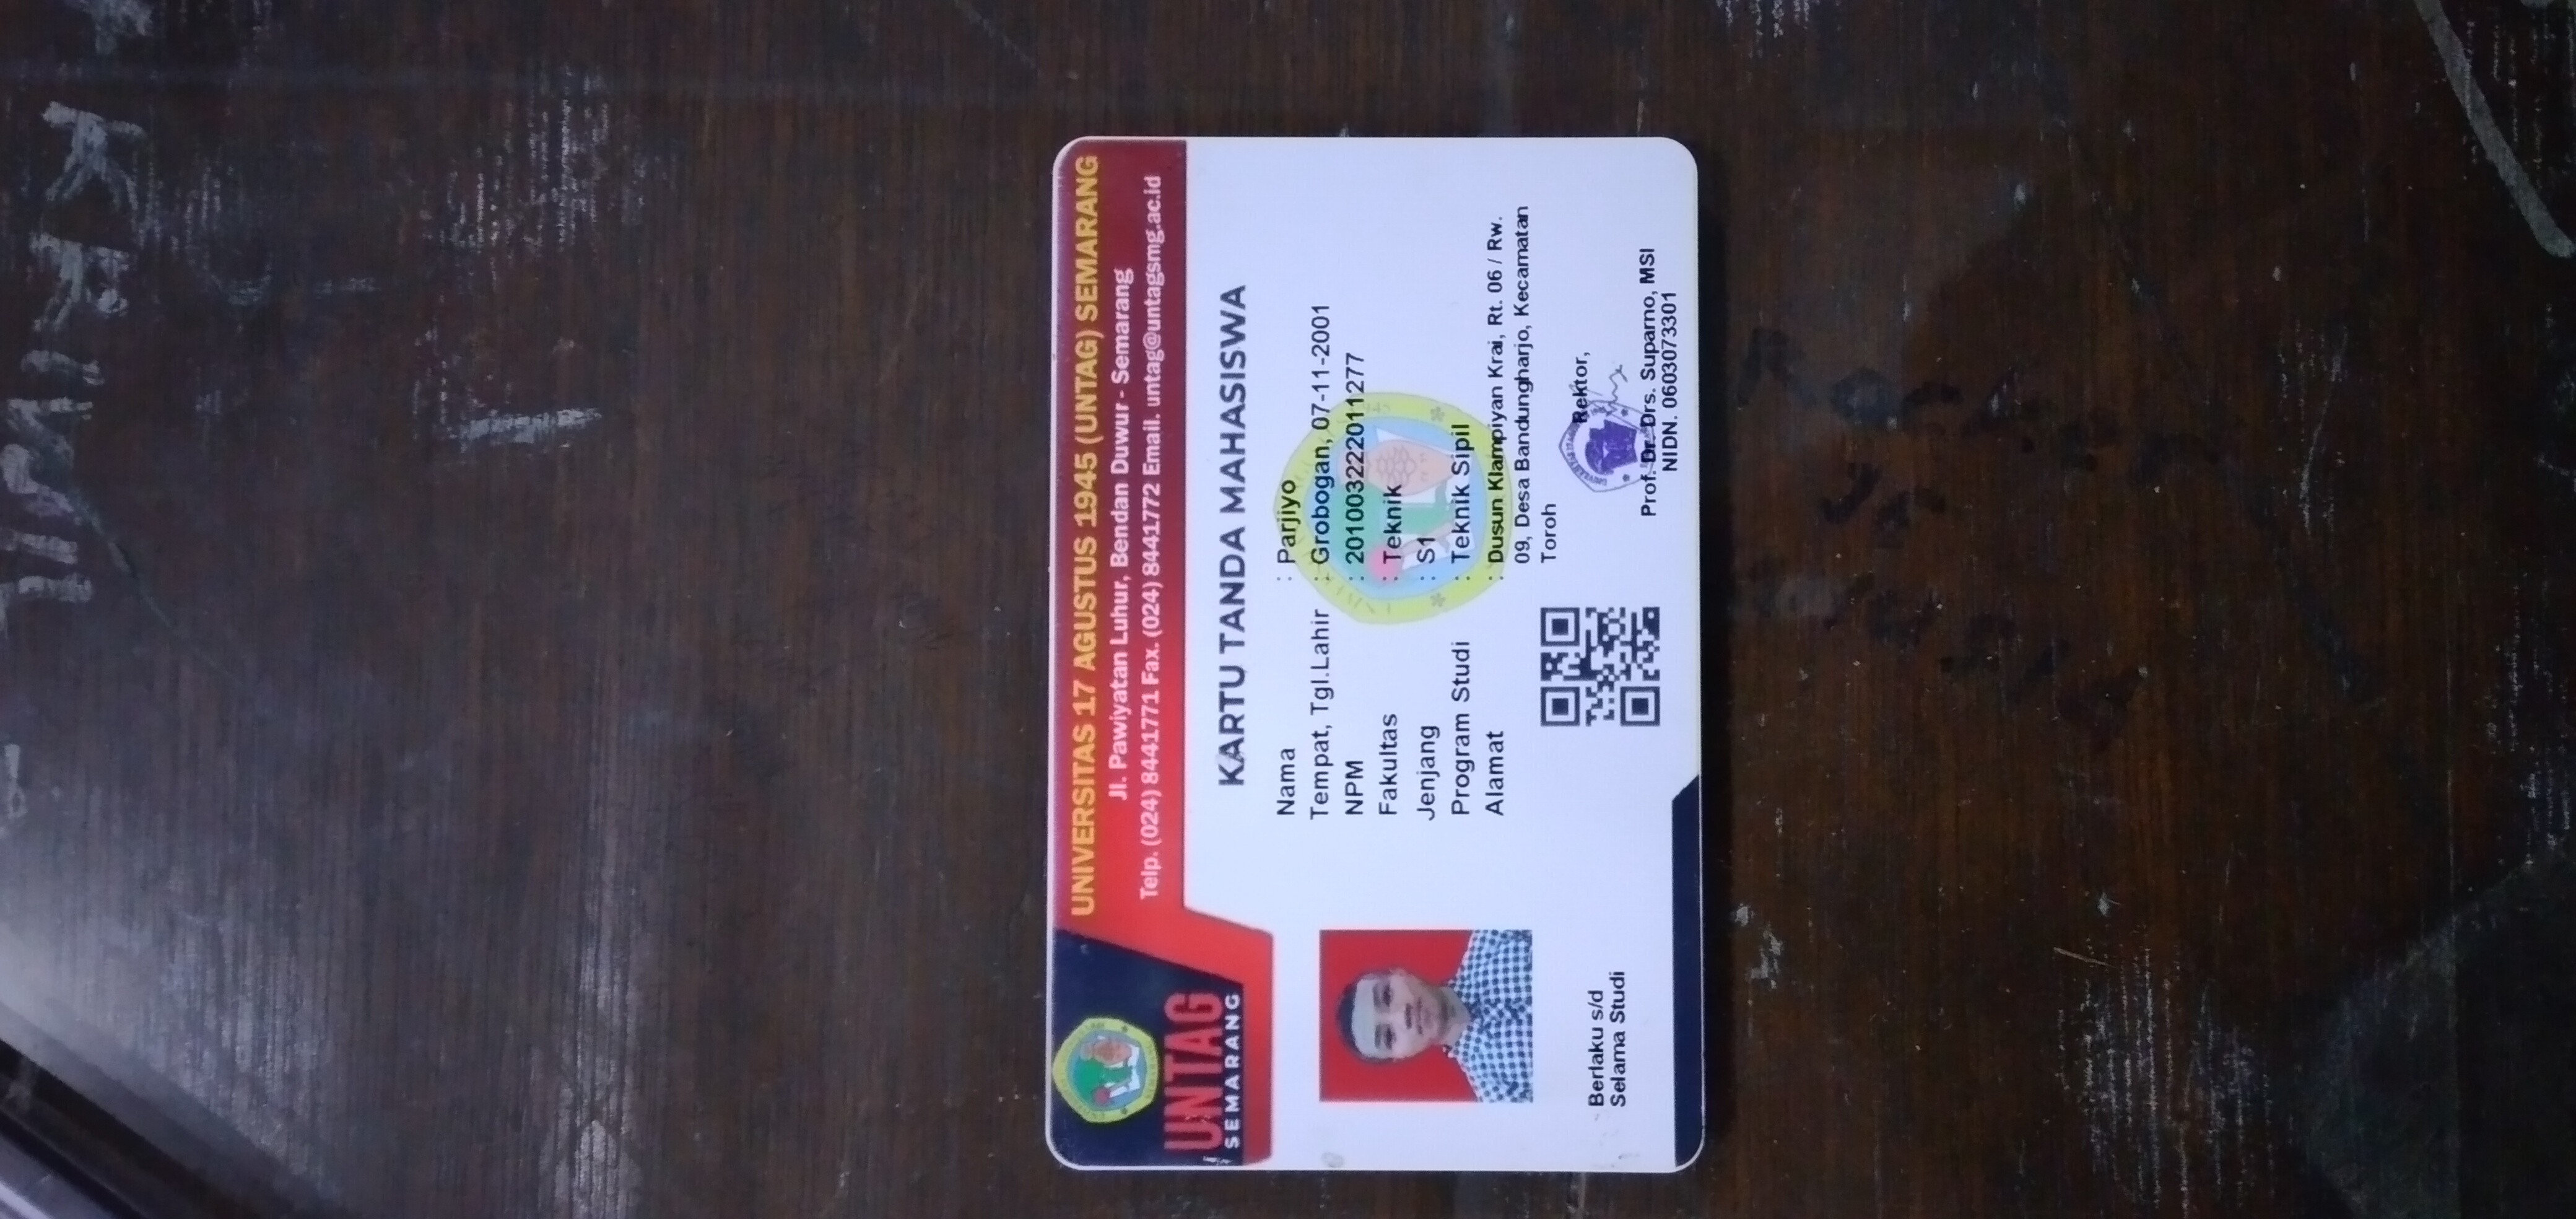 UNIVERSITAS 17 AGUSTUS 1945 (UNTAG) SEMARANG
Jl. Pawiyatan Luhur, Bendan Duwur - Semarang
Telp. (024) 8441771 Fax. (024) 8441772 Email. untag@untagsmg.ac.id
UNTAG
SEMARANG
KARTU TANDA MAHASISWA
Nama : Parjiyo
Tempat, Tgl.Lahir : Grobogan, 07-11-2001
NPM : 201003222011277
Fakultas : Teknik
Jenjang : S1
Program Studi : Teknik Sipil
Alamat : Dusun Klampiyan Krai, Rt. 06 / Rw.
09, Desa Bandungharjo, Kecamatan
Toroh
Berlaku s/d
Selama Studi
Rektor,
Prof. Dr. Drs. Suparno, MSI
NIDN. 0603073301